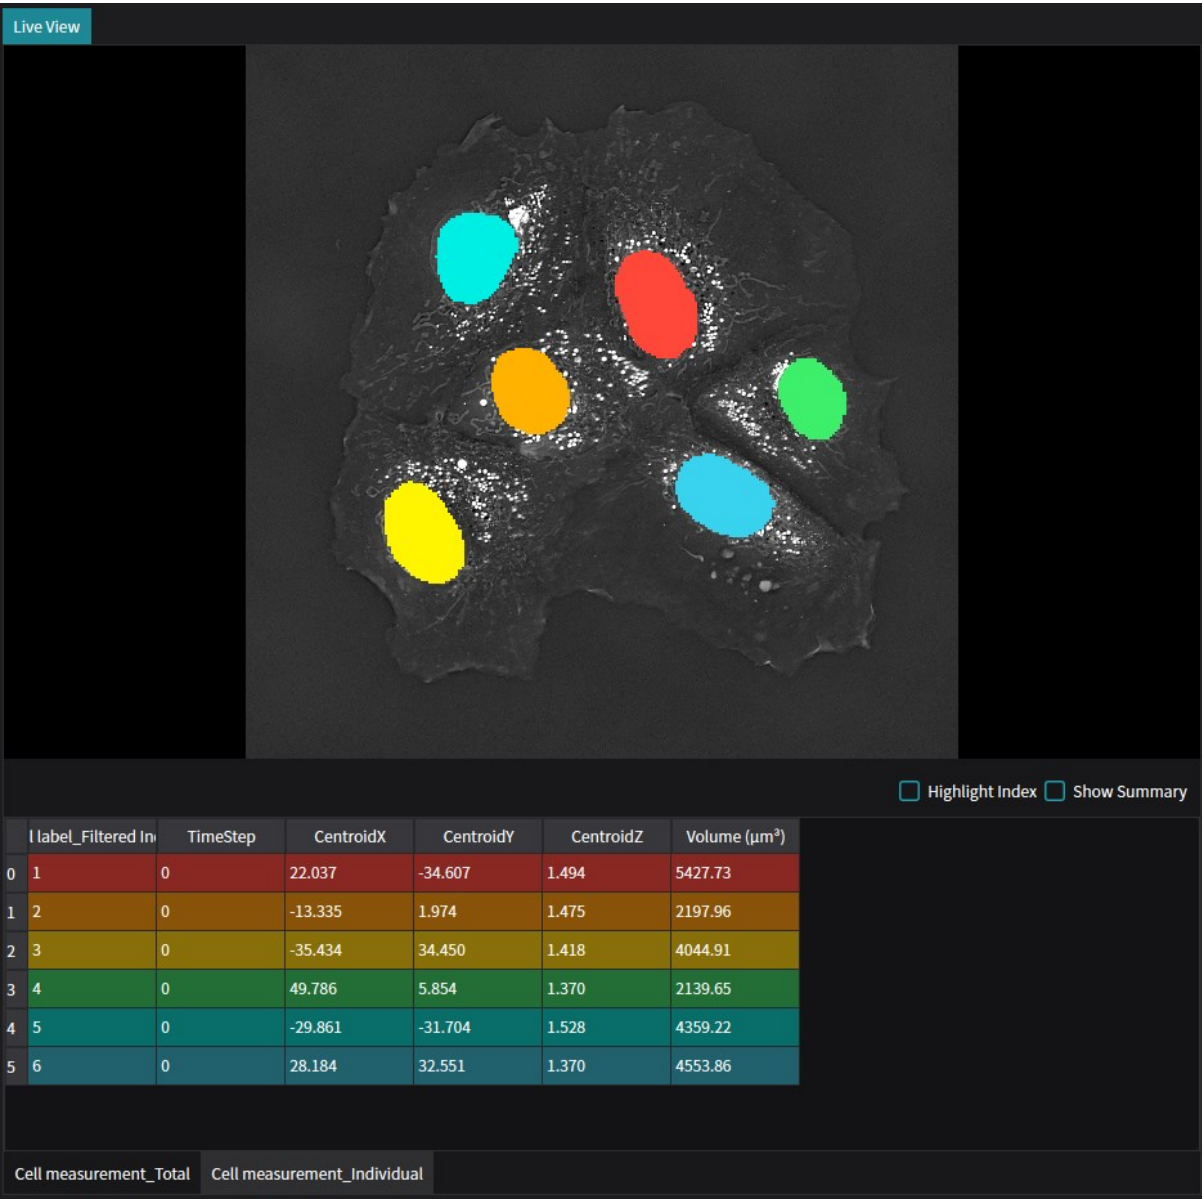 Live View
Highlight Index Show Summary
l label_Filtered In TimeStep CentroidX CentroidY CentroidZ Volume (µm³)
0 1 0 22.037 -34.607 1.494 5427.73
1 2 0 -13.335 1.974 1.475 2197.96
2 3 0 -35.434 34.450 1.418 4044.91
3 4 0 49.786 5.854 1.370 2139.65
4 5 0 -29.861 -31.704 1.528 4359.22
5 6 0 28.184 32.551 1.370 4553.86
Cell measurement_Total Cell measurement_Individual